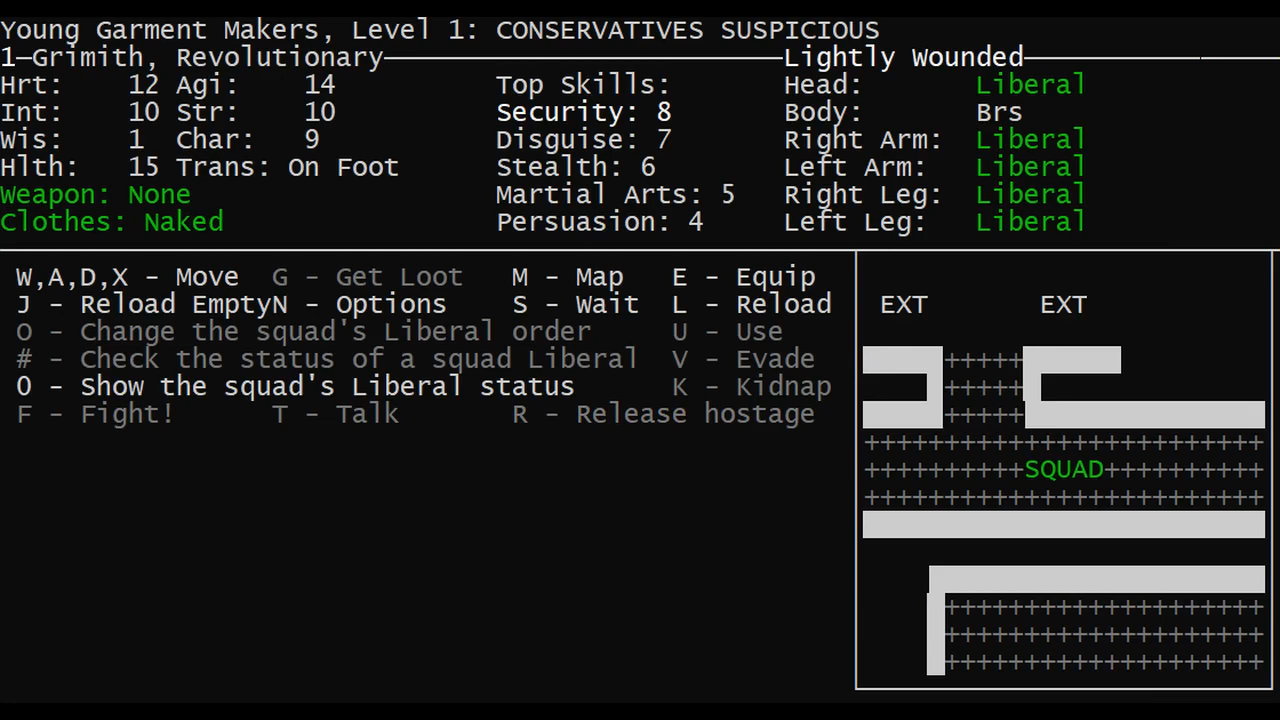 Young Garment Makers, Level 1: CONSERVATIVES SUSPICIOUS
1—Grimith, Revolutionary Lightly Wounded
Hrt: 12 Agi: 14 Top Skills: Head: Liberal
Int: 10 Str: 10 Security: 8 Body: Brs
Wis: 1 Char: 9 Disguise: 7 Right Arm: Liberal
Hlth: 15 Trans: On Foot Stealth: 6 Left Arm: Liberal
Weapon: None Martial Arts: 5 Right Leg: Liberal
Clothes: Naked Persuasion: 4 Left Leg: Liberal
W,A,D,X - Move G - Get Loot M - Map E - Equip
J - Reload EmptyN - Options S - Wait L - Reload EXT EXT
O - Change the squad's Liberal order U - Use
# - Check the status of a squad Liberal V - Evade +++++
0 - Show the squad's Liberal status K - Kidnap +++++
F - Fight! T - Talk R - Release hostage +++++
+++++++++++++++++++++++++
++++++++++SQUAD++++++++++
+++++++++++++++++++++++++
++++++++++++++++++++
++++++++++++++++++++
++++++++++++++++++++